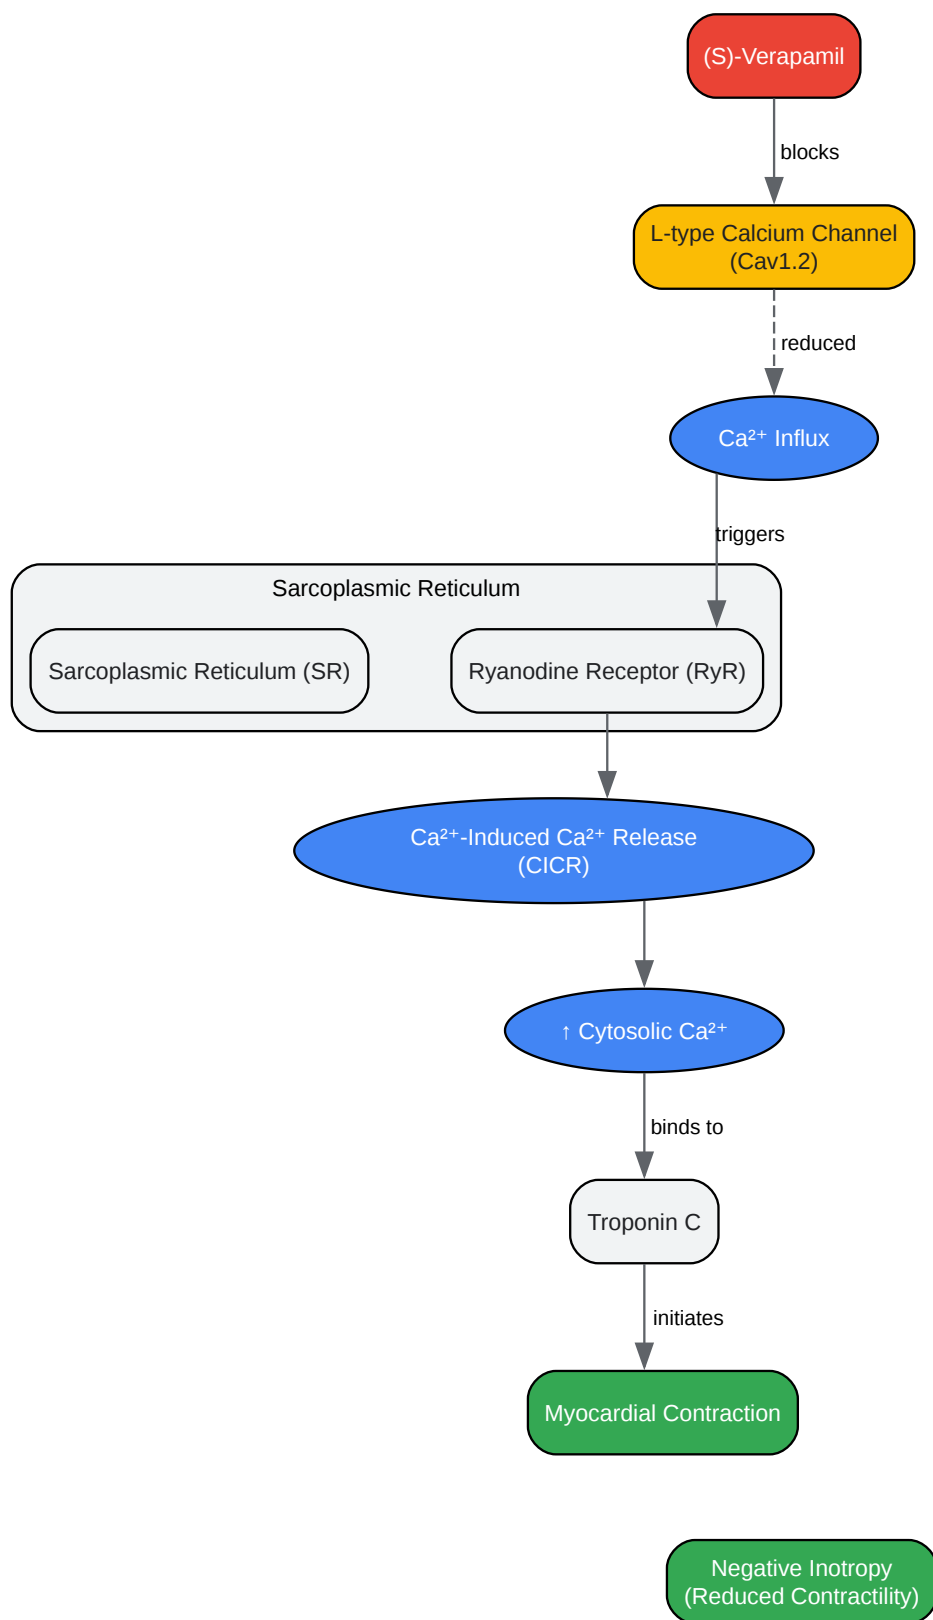 (S)-Verapamil
blocks
L-type Calcium Channel
(Cav1.2)
reduced
Ca²⁺ Influx
triggers
Sarcoplasmic Reticulum
Sarcoplasmic Reticulum (SR)
Ryanodine Receptor (RyR)
Ca²⁺-Induced Ca²⁺ Release
(CICR)
↑ Cytosolic Ca²⁺
binds to
Troponin C
initiates
Myocardial Contraction
Negative Inotropy
(Reduced Contractility)